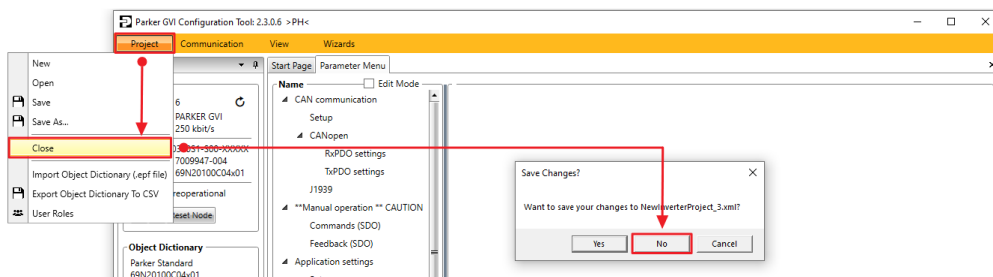 Parker GVI Configuration Tool: 2.3.0.6 >PH<
Project Communication View Wizards
New
Open
Save
Save As...
Close
Import Object Dictionary (.epf file)
Export Object Dictionary To CSV
User Roles
6
PARKER GVI
250 kbit/s
7009947-004
69N20100C04x01
reoperational
eset Node
Object Dictionary
Parker Standard
69N20100C04x01
Start Page Parameter Menu
Name Edit Mode
CAN communication
Setup
CANopen
RxPDO settings
TxPDO settings
J1939
**Manual operation ** CAUTION
Commands (SDO)
Feedback (SDO)
Application settings
Save Changes?
Want to save your changes to NewInverterProject_3.xml?
Yes No Cancel